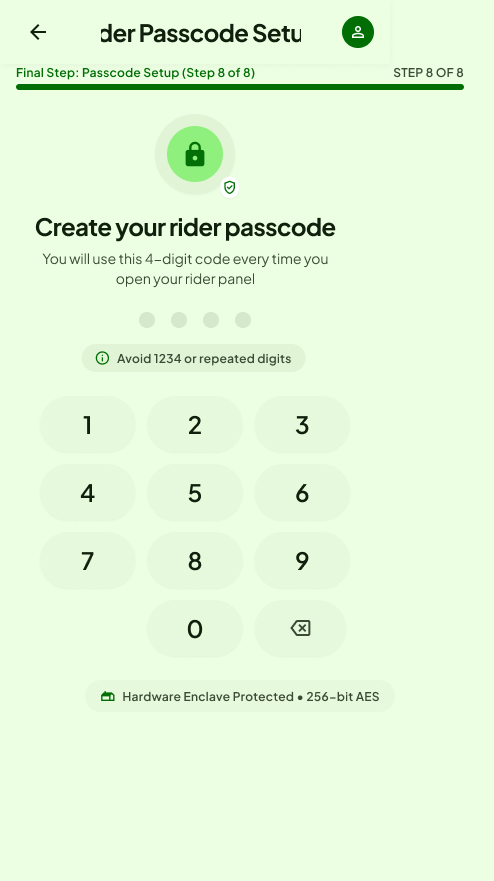 der Passcode Setu
Final Step: Passcode Setup (Step 8 of 8)
STEP 8 OF 8
Create your rider passcode
You will use this 4-digit code every time you
open your rider panel
Avoid 1234 or repeated digits
1 2 3
4 5 6
7 8 9
0
Hardware Enclave Protected • 256-bit AES